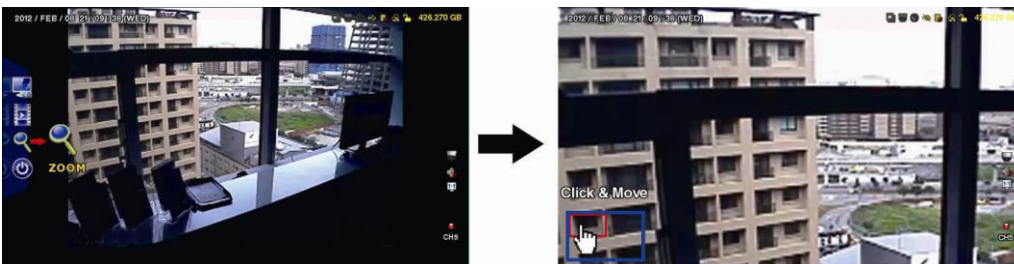 2012 / FEB / 08 21 : 09 : 38 (WED)
426.270 GB
ZOOM
CH5
2012 / FEB / 08 21 : 09 : 38 (WED)
Click & Move
CH5